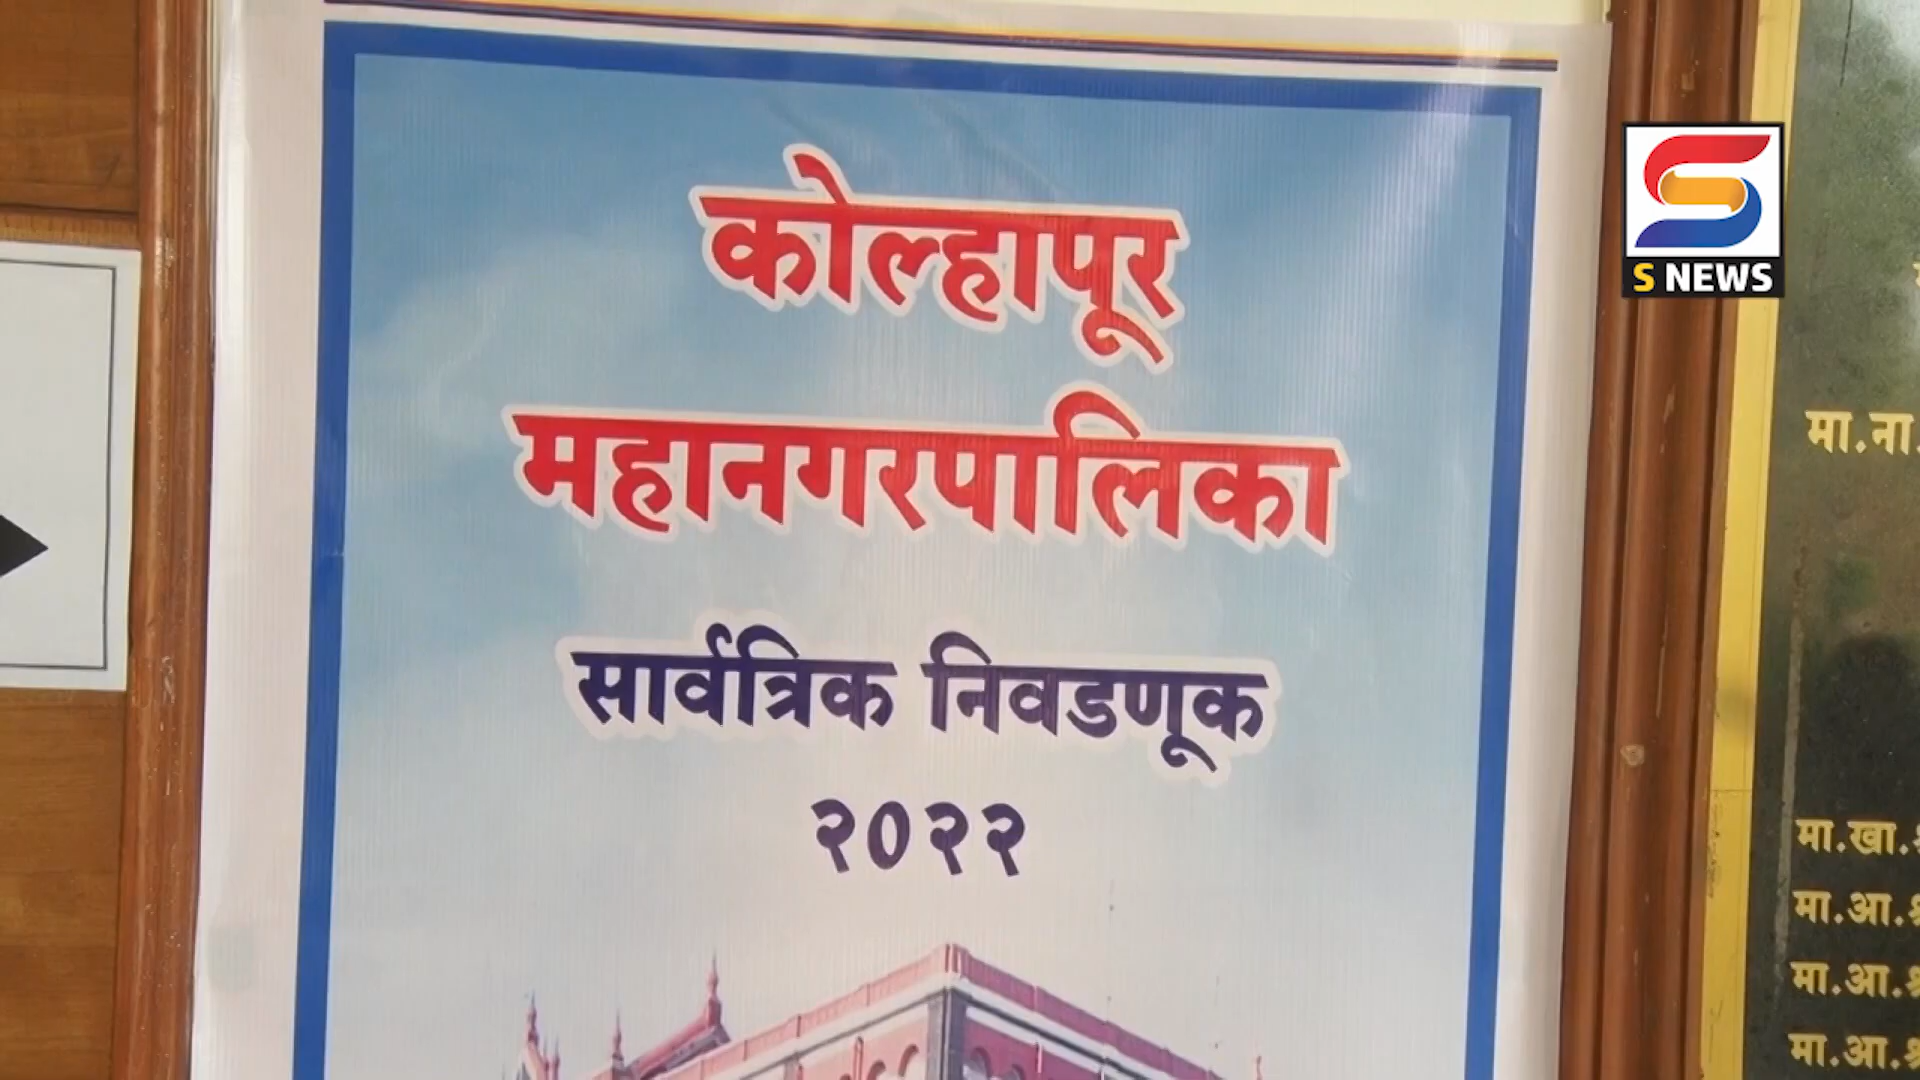 कोल्हापूर
महानगरपालिका
सार्वत्रिक निवडणूक
२०२२
S NEWS
मा.ना.
मा.खा.
मा.आ.
मा.आ.
मा.आ.